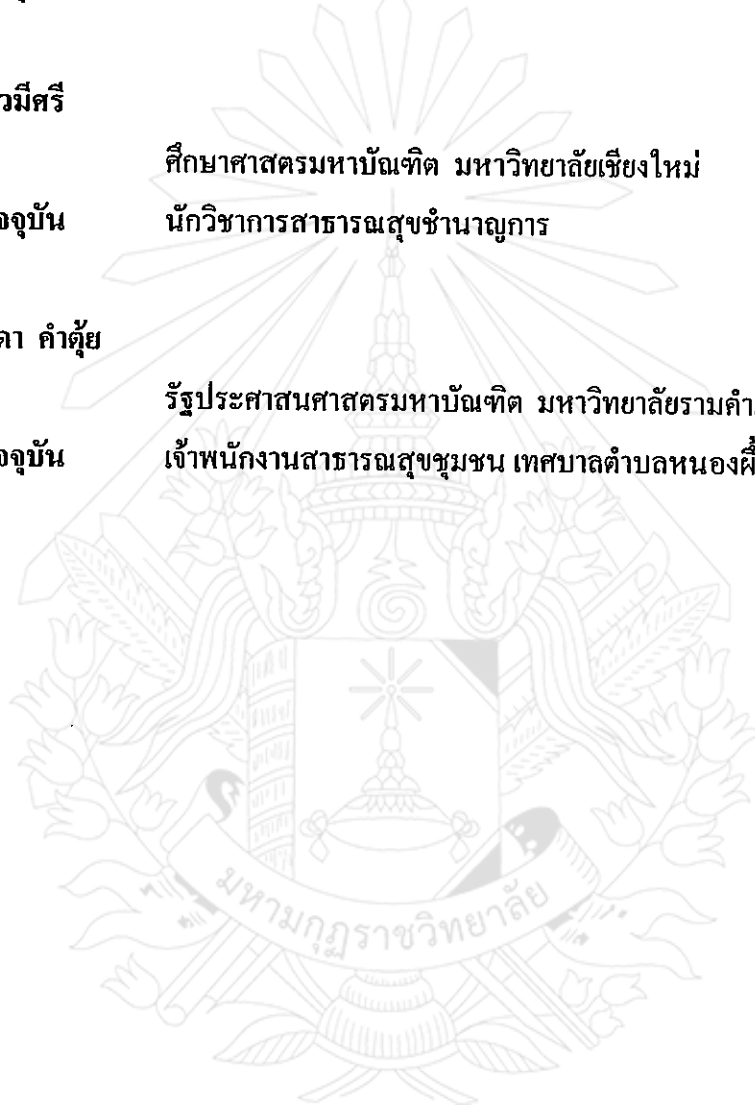 วมีศรี
ศึกษาศาสตรมหาบัณฑิต มหาวิทยาลัยเชียงใหม่
จจุบัน นักวิชาการสาธารณสุขชำนาญการ
ดา คำตุ้ย
รัฐประศาสนศาสตรมหาบัณฑิต มหาวิทยาลัยรามคำ
จจุบัน เจ้าพนักงานสาธารณสุขชุมชน เทศบาลตำบลหนองผึ้
มหามกุฏราชวิทยาลัย